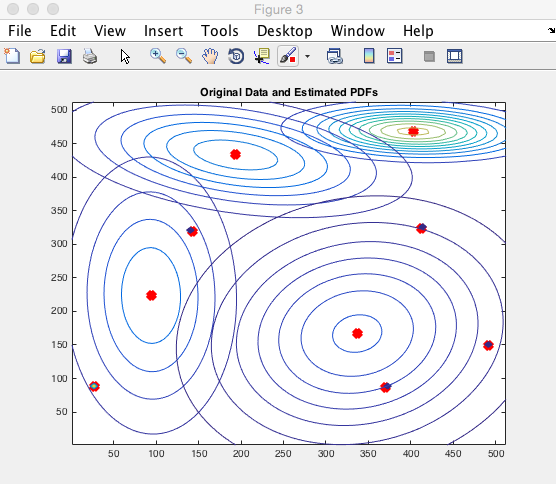 Figure 3
File Edit View Insert Tools Desktop Window Help
Original Data and Estimated PDFs
500
450
400
350
300
250
200
150
100
50
50 100 150 200 250 300 350 400 450 500